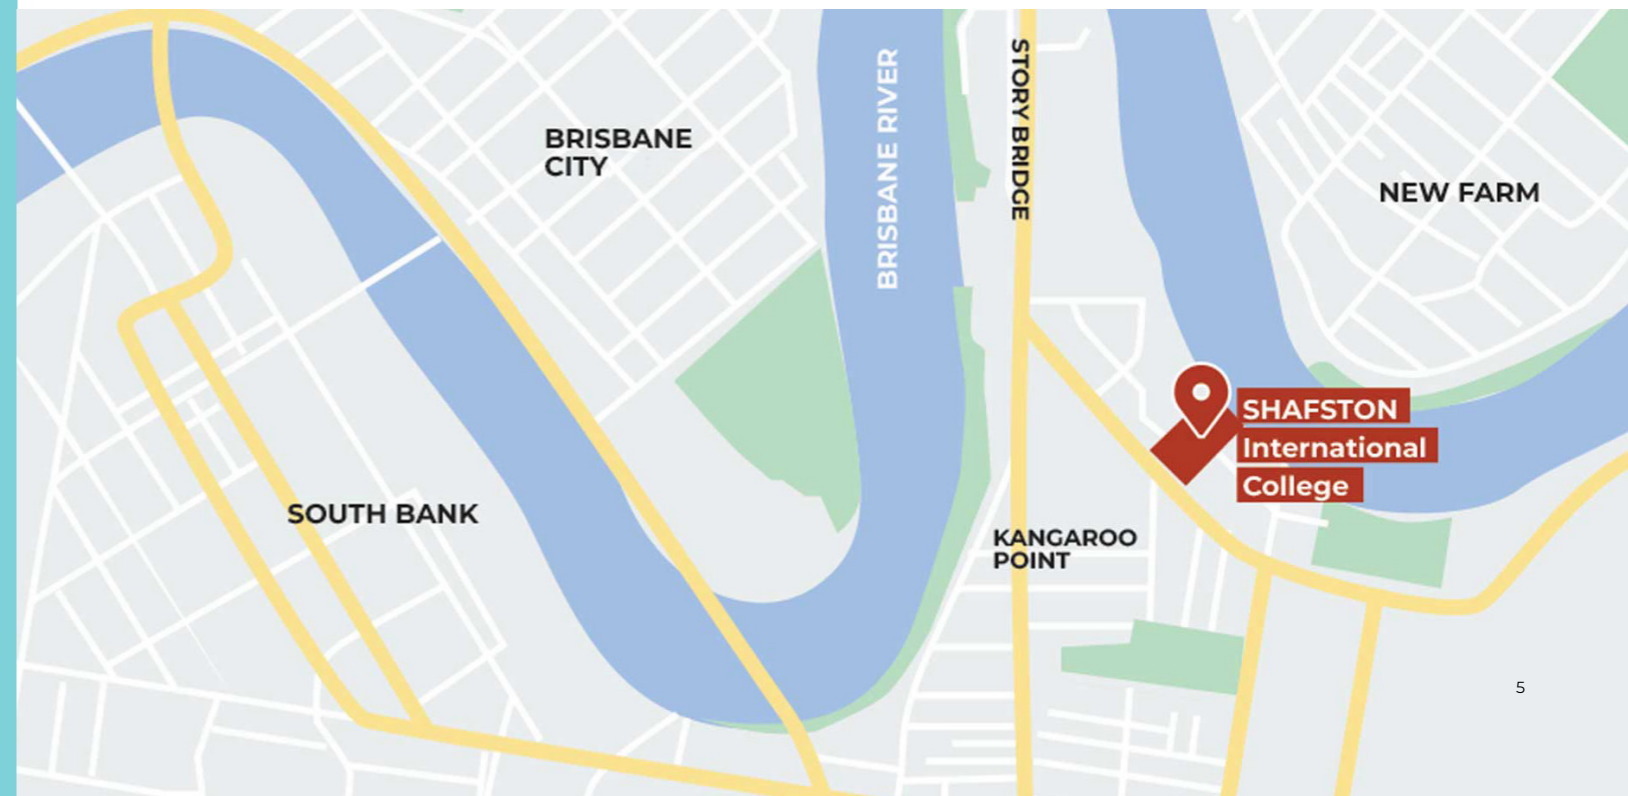 BRISBANE
CITY
BRISBANE RIVER
STORY BRIDGE
NEW FARM
SHAFSTON
International
College
SOUTH BANK
KANGAROO
POINT
5